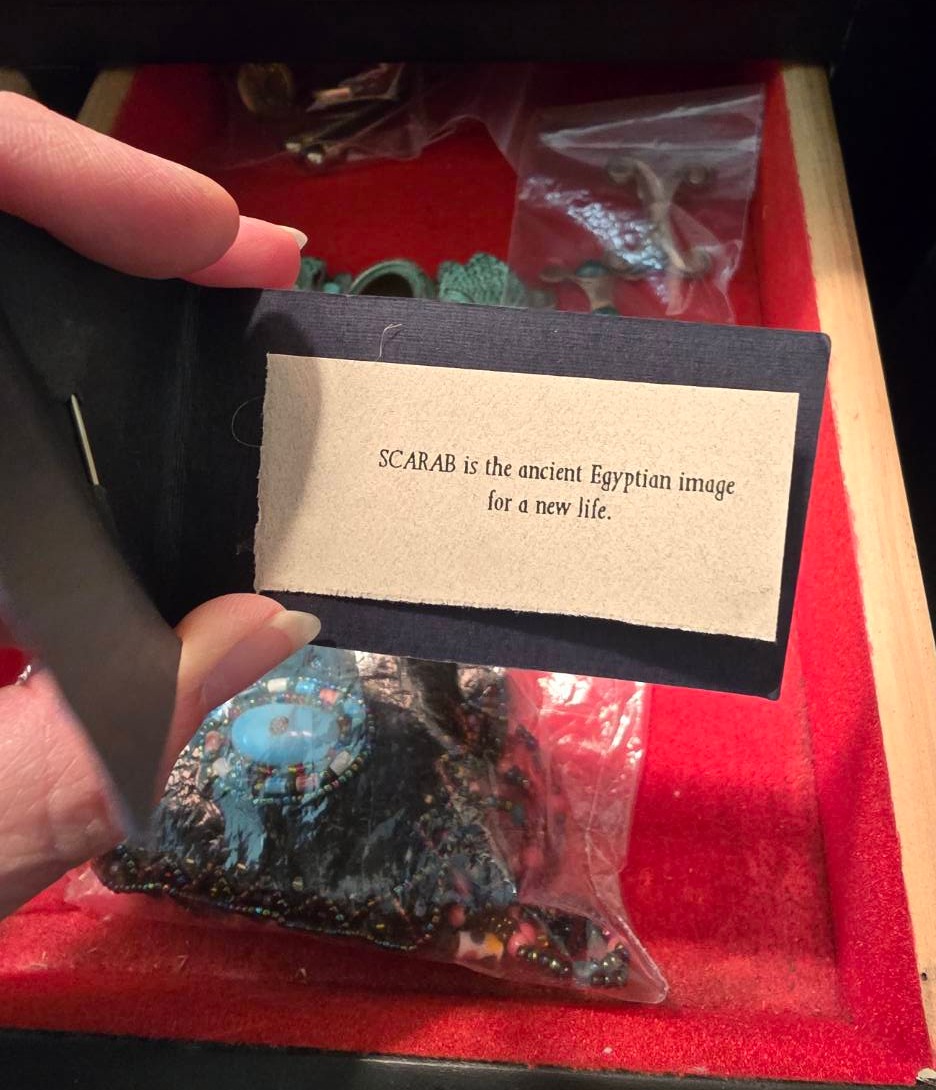 SCARAB is the ancient Egyptian image
for a new life.